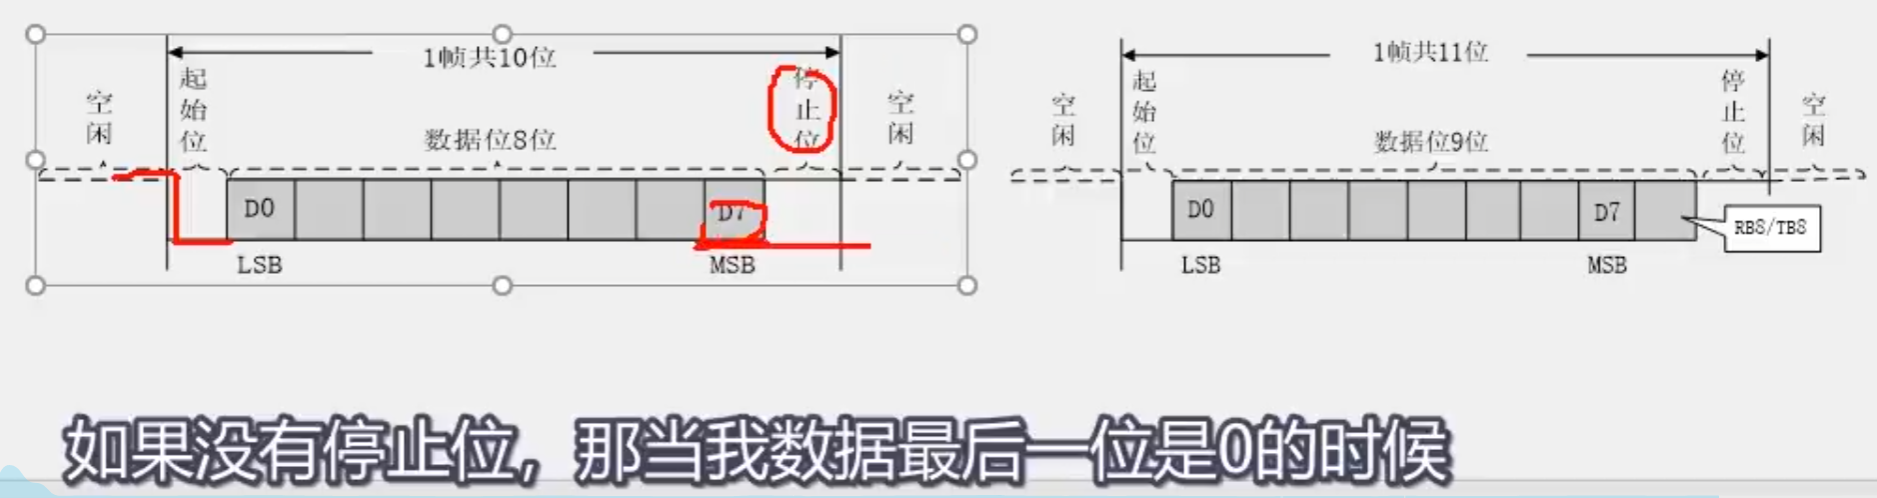 1帧共10位
空闲
起始位
数据位8位
停止位
空闲
D0
D7
LSB
MSB
1帧共11位
空闲
起始位
数据位9位
停止位
空闲
D0
D7
RB8/TB8
LSB
MSB
如果没有停止位，那当我数据最后一位是0的时候